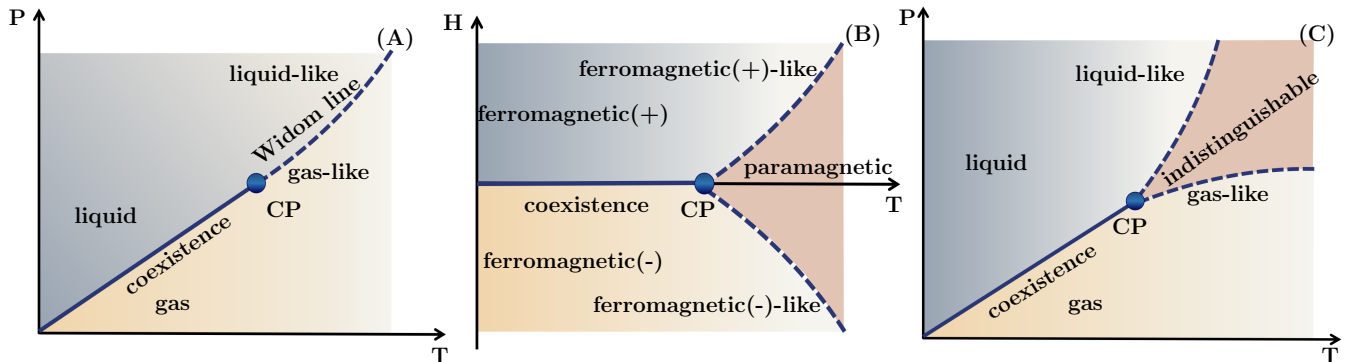 P
(A)
liquid-like
Widom line
gas-like
CP
liquid
coexistence
gas
T
H
(B)
ferromagnetic(+)-like
ferromagnetic(+)
paramagnetic
T
coexistence
CP
ferromagnetic(-)
ferromagnetic(-)-like
P
(C)
liquid-like
indistinguishable
liquid
gas-like
CP
coexistence
gas
T